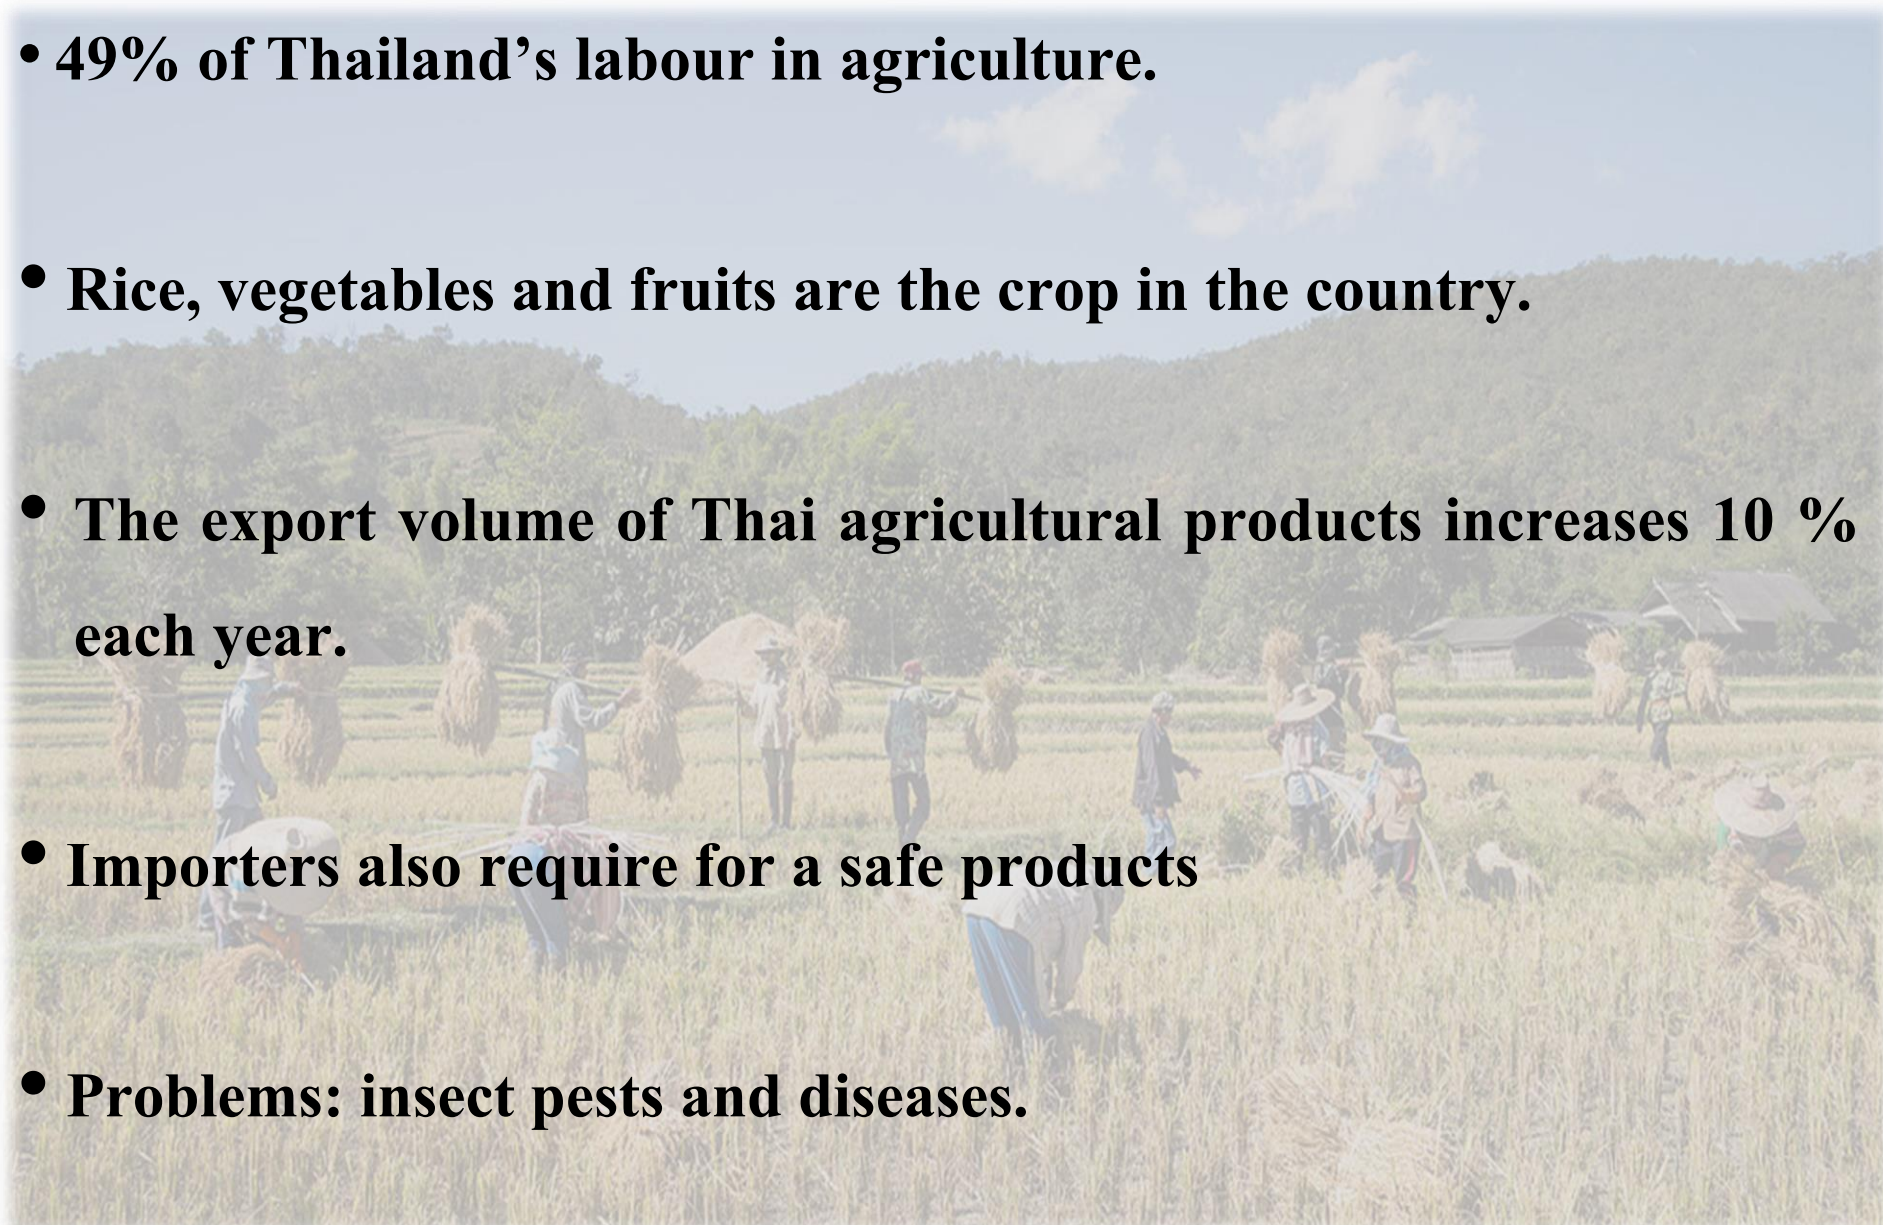 • 49% of Thailand’s labour in agriculture.
• Rice, vegetables and fruits are the crop in the country.
• The export volume of Thai agricultural products increases 10 %
each year.
• Importers also require for a safe products
• Problems: insect pests and diseases.